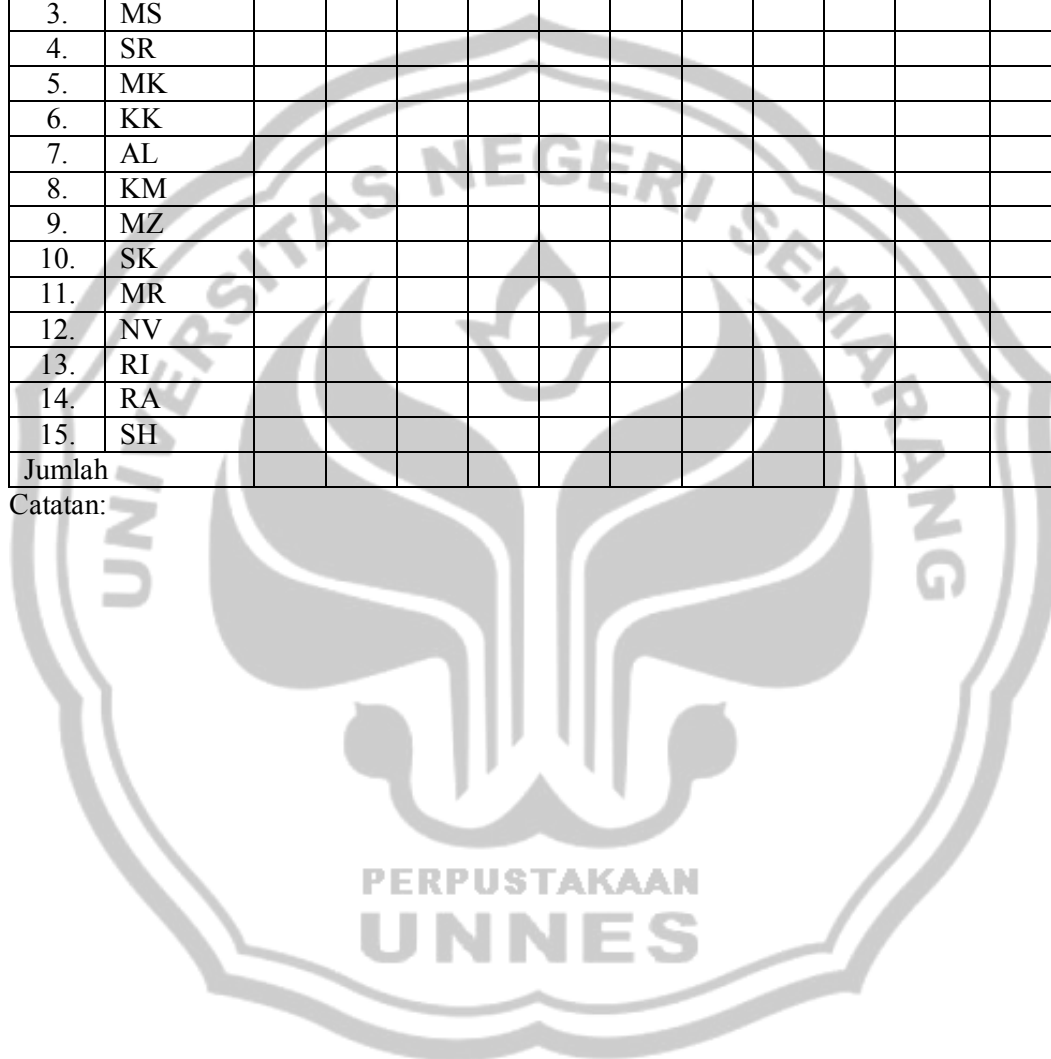 3. MS
4. SR
5. MK
6. KK
7. AL
8. KM
9. MZ
10. SK
11. MR
12. NV
13. RI
14. RA
15. SH
Jumlah
Catatan:
UNIVERSITAS NEGERI SEMARANG
PERPUSTAKAAN
UNNES